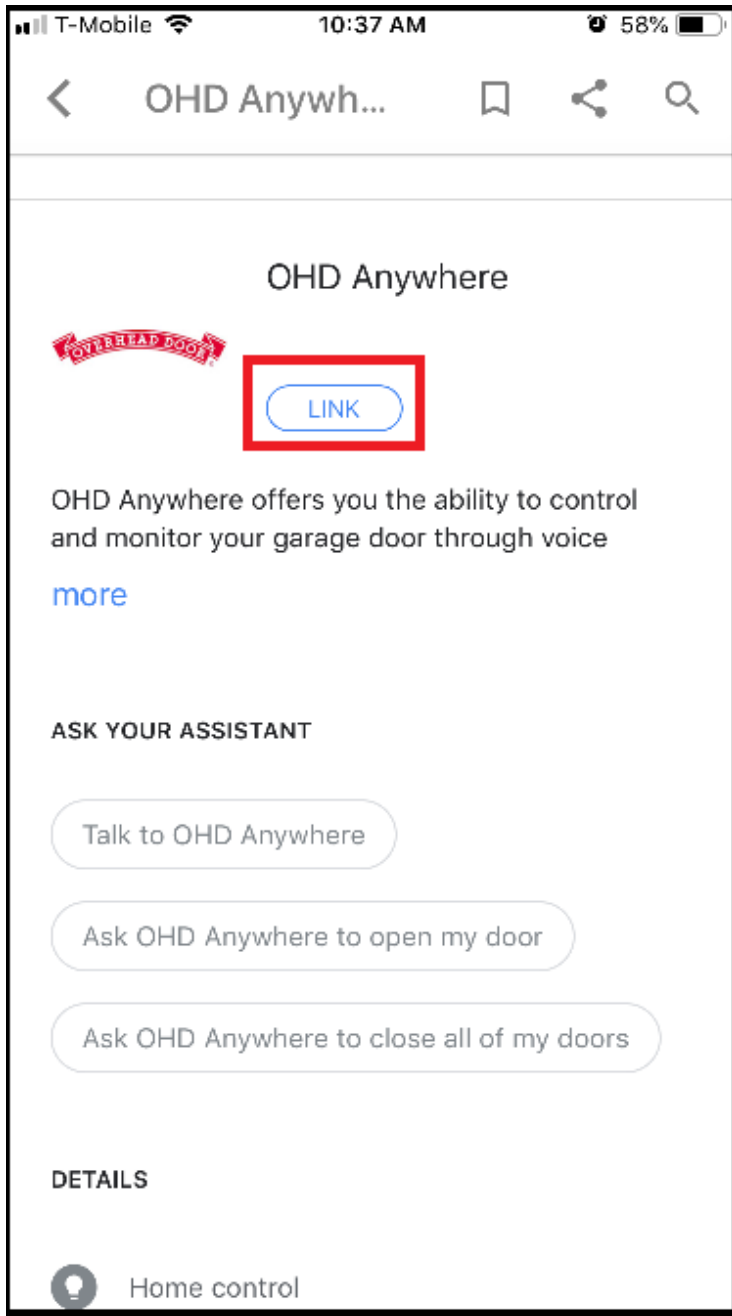 T-Mobile 10:37 AM 58%
OHD Anywh...
OHD Anywhere
OVERHEAD DOOR
LINK
OHD Anywhere offers you the ability to control
and monitor your garage door through voice
more
ASK YOUR ASSISTANT
Talk to OHD Anywhere
Ask OHD Anywhere to open my door
Ask OHD Anywhere to close all of my doors
DETAILS
Home control